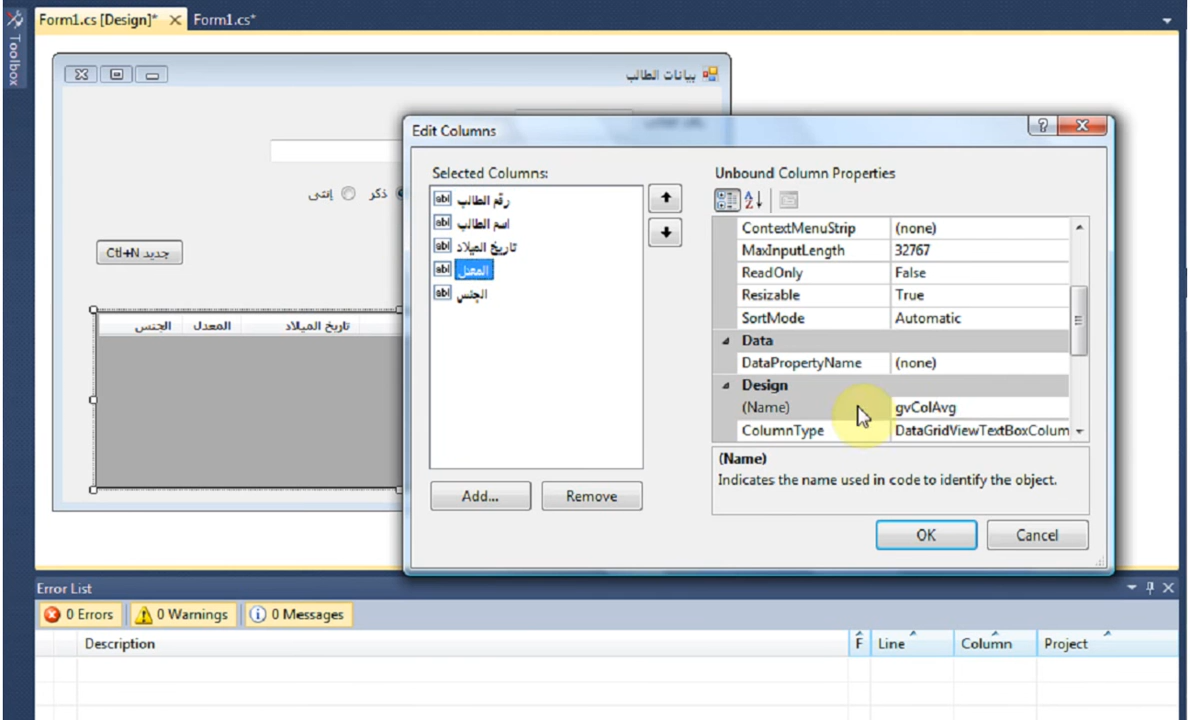 Form1.cs [Design]*
Form1.cs*
Toolbox
بيانات الطالب
Edit Columns
Selected Columns:
رقم الطالب
اسم الطالب
تاريخ الميلاد
المعدل
الجنس
Add...
Remove
Unbound Column Properties
ContextMenuStrip (none)
MaxInputLength 32767
ReadOnly False
Resizable True
SortMode Automatic
Data
DataPropertyName (none)
Design
(Name) gvColAvg
ColumnType DataGridViewTextBoxColum
(Name)
Indicates the name used in code to identify the object.
OK
Cancel
ذكر
إنثى
جديد Ctl+N
تاريخ الميلاد
المعدل
الجنس
Error List
0 Errors
0 Warnings
0 Messages
Description
F
Line
Column
Project